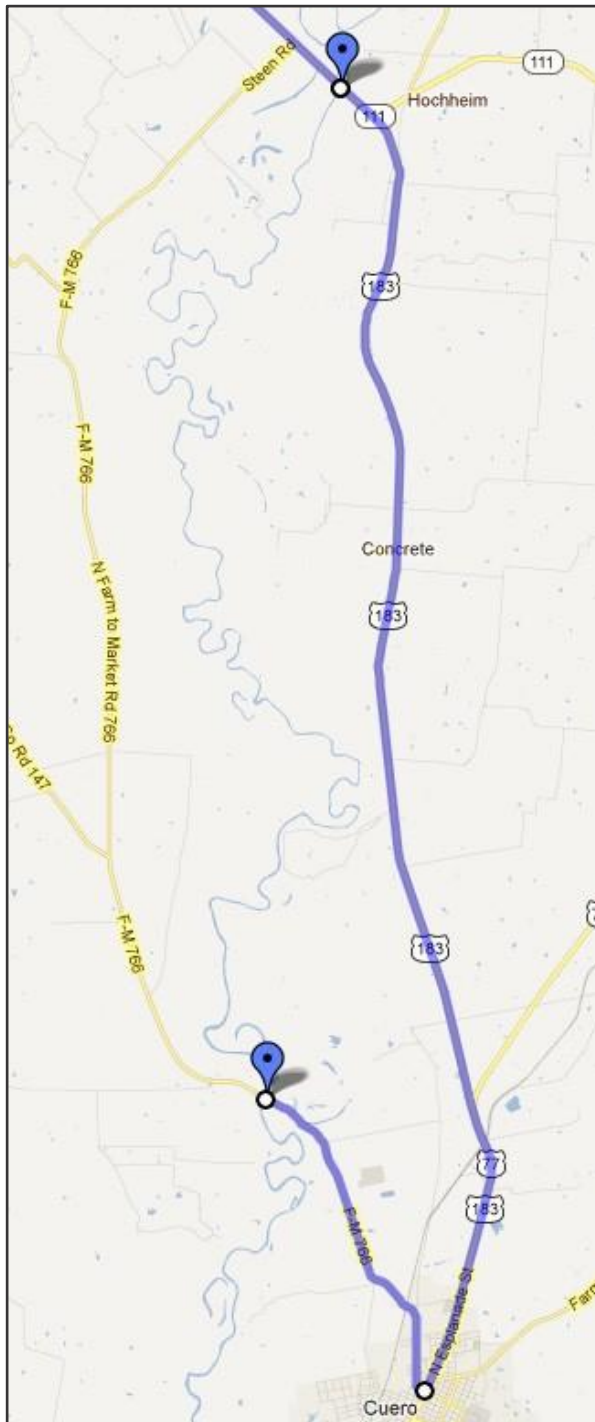 Steen Rd
111
Hochheim
111
F-M 766
183
F-M 766
Concrete
N Farm to Market Rd 766
183
Rd 147
F-M 766
183
77
183
F-M 766
N Esplanade St
Farm
Cuero